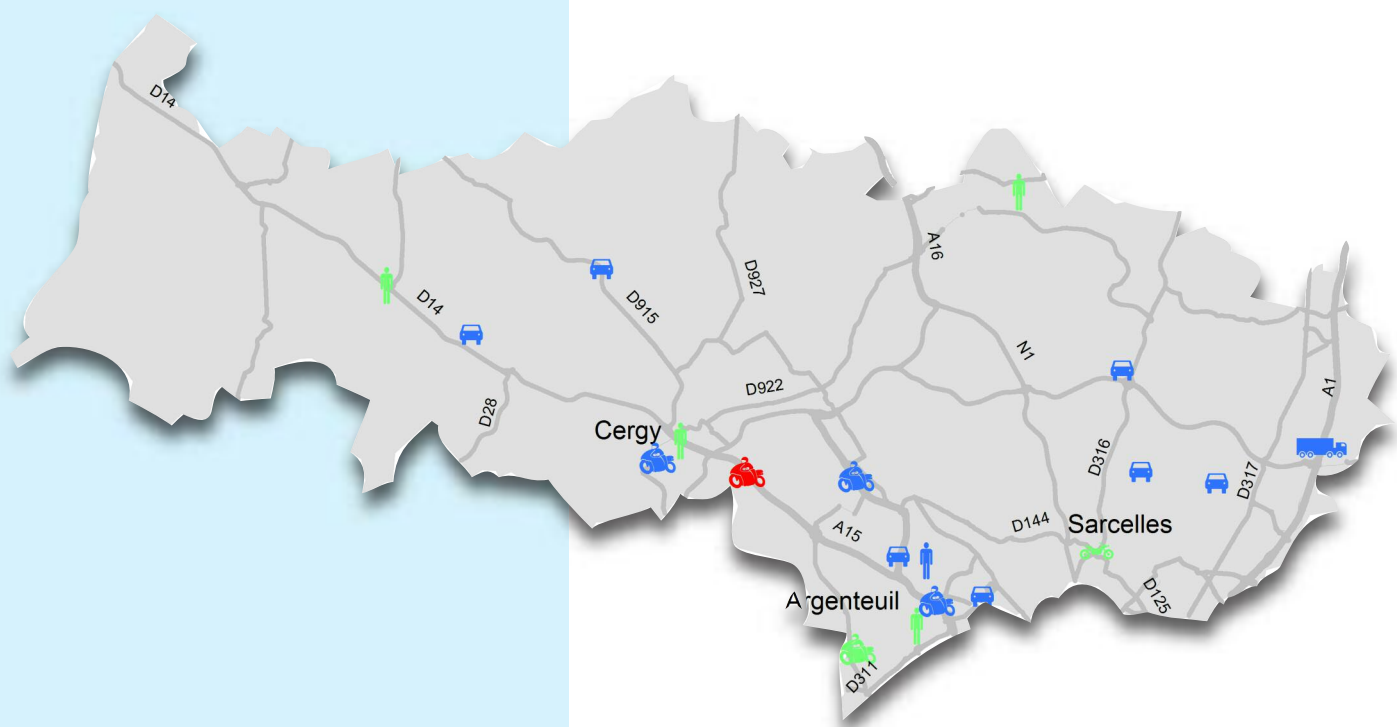 D14
A16
D927
D14
D915
N1
D922
A1
D28
Cergy
D316
D317
A15
D144
Sarcelles
Argenteuil
D125
D311